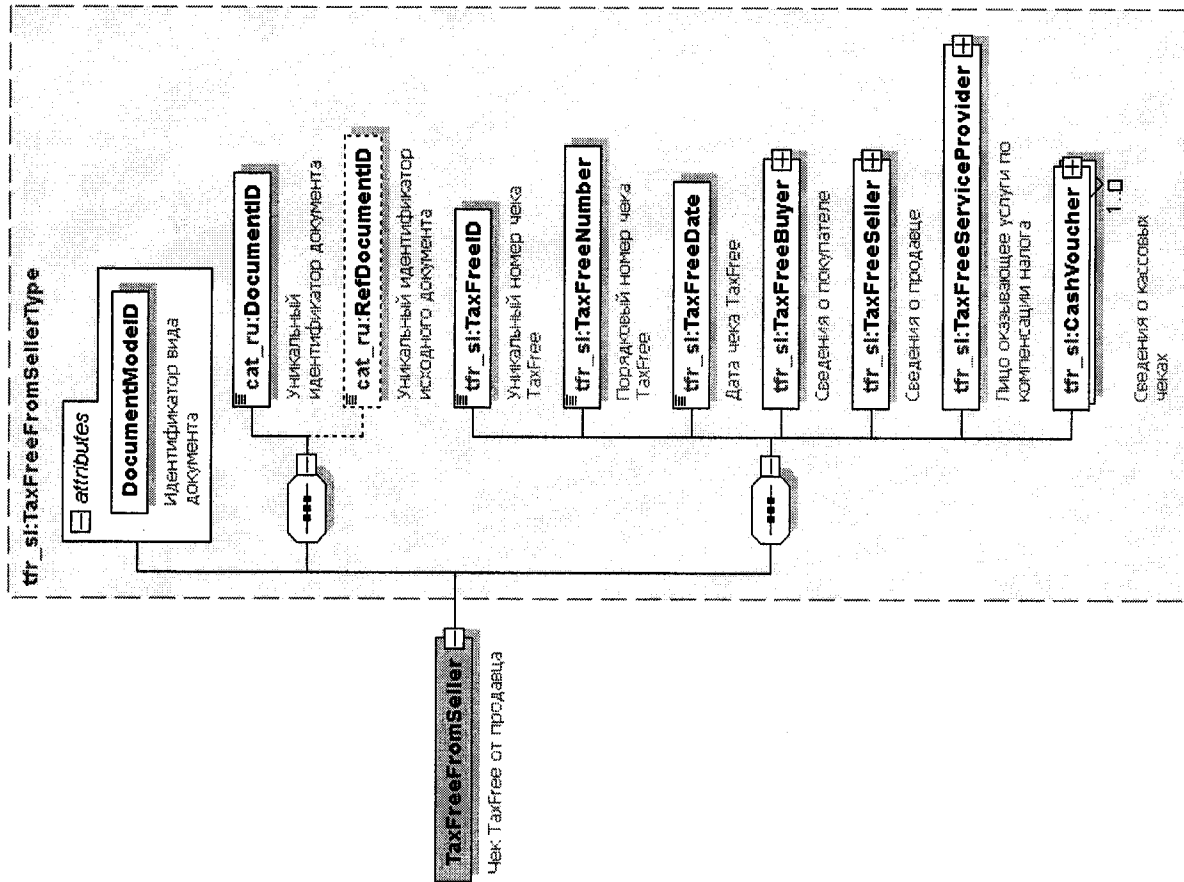 tfr_sl:TaxFreeFromSellerType
attributes
DocumentModeID
Идентификатор вида
документа
cat_ru:DocumentID
Уникальный
идентификатор документа
cat_ru:RefDocumentID
Уникальный идентификатор
исходного документа
TaxFreeFromSeller
Чек TaxFree от продавца
tfr_sl:TaxFreeID
Уникальный номер чека
TaxFree
tfr_sl:TaxFreeNumber
Порядковый номер чека
TaxFree
tfr_sl:TaxFreeDate
Дата чека TaxFree
tfr_sl:TaxFreeBuyer
Сведения о покупателе
tfr_sl:TaxFreeSeller
Сведения о продавце
tfr_sl:TaxFreeServiceProvider
Лицо оказывающее услуги по
компенсации налога
tfr_sl:CashVoucher
1..□
Сведения о кассовых
чеках